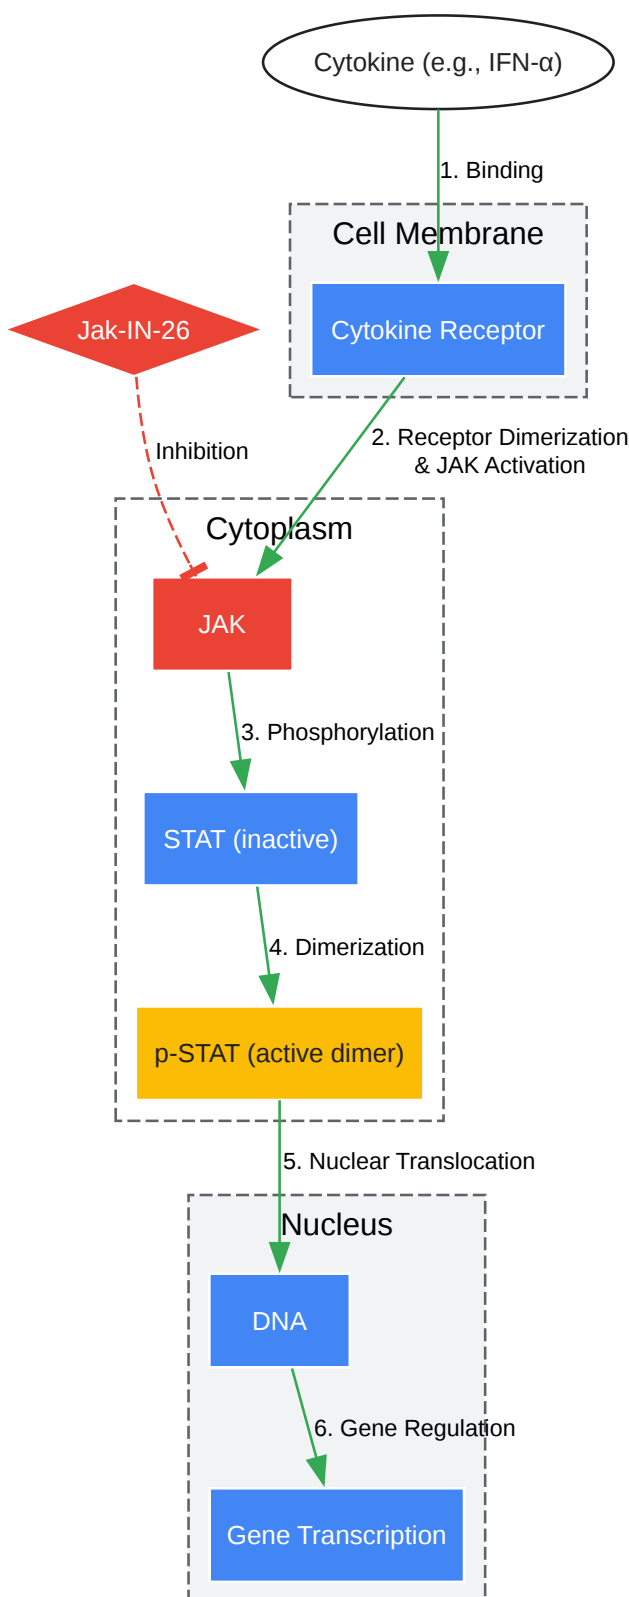 Cytokine (e.g., IFN-α)
1. Binding
Cell Membrane
Cytokine Receptor
Jak-IN-26
Inhibition
2. Receptor Dimerization
& JAK Activation
Cytoplasm
JAK
3. Phosphorylation
STAT (inactive)
4. Dimerization
p-STAT (active dimer)
5. Nuclear Translocation
Nucleus
DNA
6. Gene Regulation
Gene Transcription